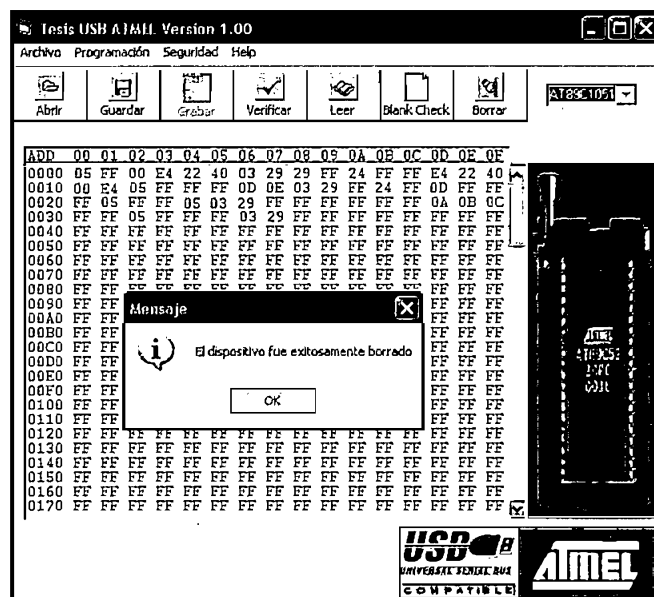 Tesis USB ATMEL Version 1.00
Archivo Programación Seguridad Help
Abrir Guardar Grabar Verificar Leer Blank Check Borrar AT89C1051
ADD 00 01 02 03 04 05 06 07 08 09 0A 0B 0C 0D 0E 0F
0000 05 FF 00 E4 22 40 03 29 29 FF 24 FF FF E4 22 40
0010 00 E4 05 FF FF FF 0D 0E 03 29 FF 24 FF 0D FF FF
0020 FF 05 FF FF 05 03 29 FF FF FF FF FF FF 0A 0B 0C
0030 FF FF 05 FF FF FF 03 29 FF FF FF FF FF FF FF FF
0040 FF FF FF FF FF FF FF FF FF FF FF FF FF FF FF FF
0050 FF FF FF FF FF FF FF FF FF FF FF FF FF FF FF FF
0060 FF FF FF FF FF FF FF FF FF FF FF FF FF FF FF FF
0070 FF FF FF FF FF FF FF FF FF FF FF FF FF FF FF FF
0080 FF FF FF FF FF FF FF FF FF FF FF FF FF FF FF FF
0090 FF FF FF FF
00A0 FF FF FF FF
00B0 FF FF FF FF
00C0 FF FF FF FF
00D0 FF FF FF FF
00E0 FF FF FF FF
00F0 FF FF FF FF
0100 FF FF FF FF
0110 FF FF FF FF
Mensaje
El dispositivo fue exitosamente borrado
OK
0120 FF FF FF FF FF FF FF FF FF FF FF FF FF FF FF FF
0130 FF FF FF FF FF FF FF FF FF FF FF FF FF FF FF FF
0140 FF FF FF FF FF FF FF FF FF FF FF FF FF FF FF FF
0150 FF FF FF FF FF FF FF FF FF FF FF FF FF FF FF FF
0160 FF FF FF FF FF FF FF FF FF FF FF FF FF FF FF FF
0170 FF FF FF FF FF FF FF FF FF FF FF FF FF FF FF FF
ATMEL
USB
UNIVERSAL SERIAL BUS
COMPATIBLE
ATMEL